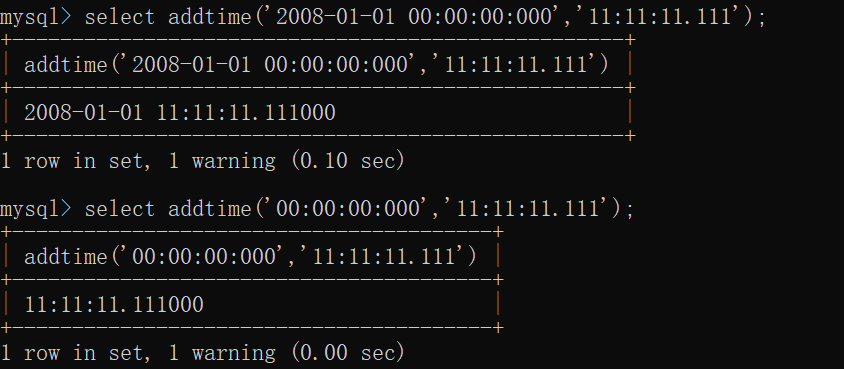 mysql> select addtime('2008-01-01 00:00:00:000','11:11:11.111');
+---------------------------------------------------+
| addtime('2008-01-01 00:00:00:000','11:11:11.111') |
+---------------------------------------------------+
| 2008-01-01 11:11:11.111000                        |
+---------------------------------------------------+
1 row in set, 1 warning (0.10 sec)
mysql> select addtime('00:00:00:000','11:11:11.111');
+----------------------------------------+
| addtime('00:00:00:000','11:11:11.111') |
+----------------------------------------+
| 11:11:11.111000                        |
+----------------------------------------+
1 row in set, 1 warning (0.00 sec)